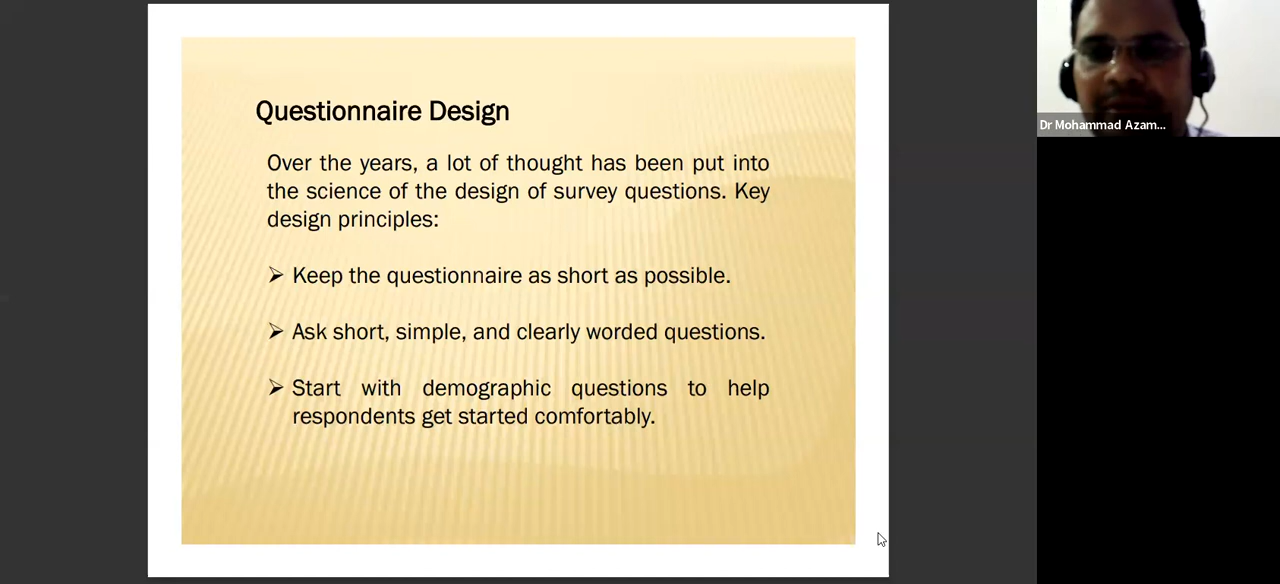 Questionnaire Design
Over the years, a lot of thought has been put into
the science of the design of survey questions. Key
design principles:
➢ Keep the questionnaire as short as possible.
➢ Ask short, simple, and clearly worded questions.
➢ Start with demographic questions to help
respondents get started comfortably.
Dr Mohammad Azam...